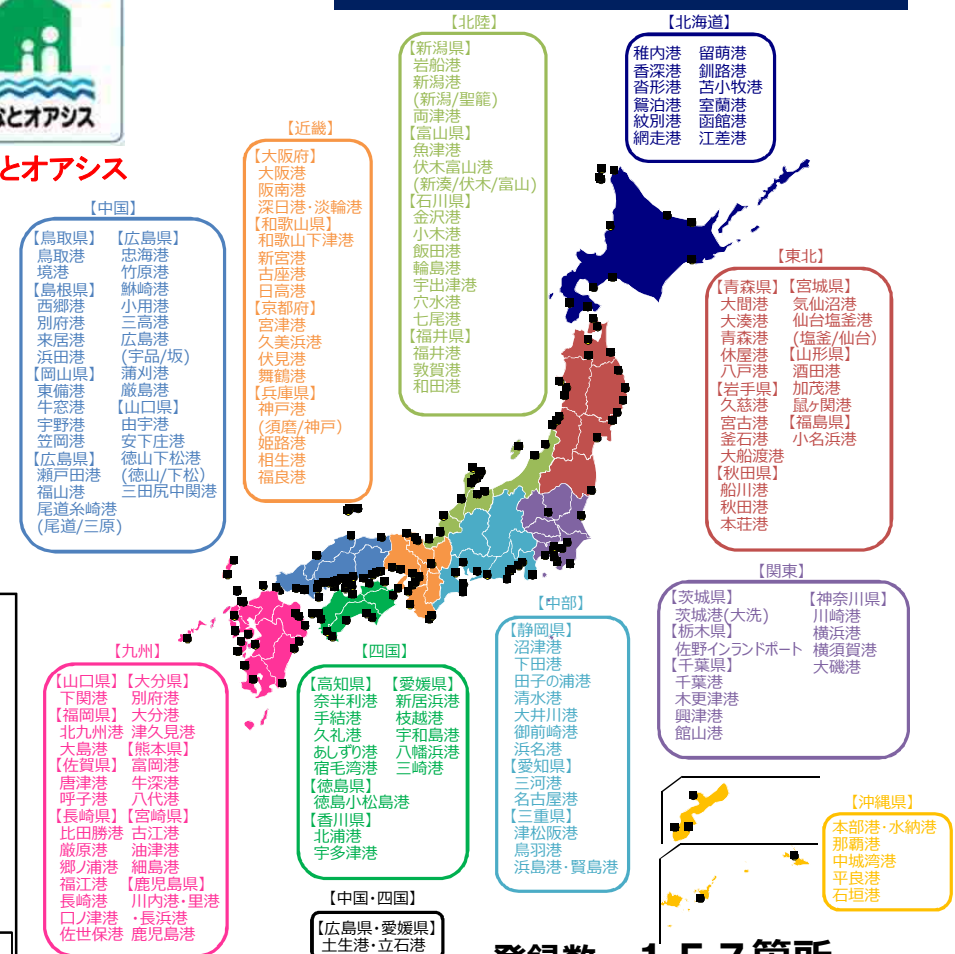 とオアシス
とオアシス
【北陸】
【新潟県】
岩船港
新潟港
(新潟/聖籠)
両津港
【富山県】
魚津港
伏木富山港
(新湊/伏木/富山)
【石川県】
金沢港
小木港
飯田港
輪島港
宇出津港
穴水港
七尾港
【福井県】
福井港
敦賀港
和田港
【北海道】
稚内港 留萌港
香深港 釧路港
沓形港 苫小牧港
鴛泊港 室蘭港
紋別港 函館港
網走港 江差港
【近畿】
【大阪府】
大阪港
阪南港
深日港・淡輪港
【和歌山県】
和歌山下津港
新宮港
古座港
日高港
【京都府】
宮津港
久美浜港
伏見港
舞鶴港
【兵庫県】
神戸港
(須磨/神戸)
姫路港
相生港
福良港
【中国】
【鳥取県】 【広島県】
鳥取港 忠海港
境港 竹原港
【島根県】 鮴崎港
西郷港 小用港
別府港 三高港
来居港 広島港
浜田港 (宇品/坂)
【岡山県】 蒲刈港
東備港 厳島港
牛窓港 【山口県】
宇野港 由宇港
笠岡港 安下庄港
【広島県】 徳山下松港
瀬戸田港 (徳山/下松)
福山港 三田尻中関港
尾道糸崎港
(尾道/三原)
【東北】
【青森県】 【宮城県】
大間港 気仙沼港
大湊港 仙台塩釜港
青森港 (塩釜/仙台)
休屋港 【山形県】
八戸港 酒田港
【岩手県】 加茂港
久慈港 鼠ヶ関港
宮古港 【福島県】
釜石港 小名浜港
大船渡港
【秋田県】
船川港
秋田港
本荘港
【関東】
【茨城県】 【神奈川県】
茨城港(大洗) 川崎港
【栃木県】 横浜港
佐野インランドポート 横須賀港
【千葉県】 大磯港
千葉港
木更津港
興津港
館山港
【中部】
【静岡県】
沼津港
下田港
田子の浦港
清水港
大井川港
御前崎港
浜名港
【愛知県】
三河港
名古屋港
【三重県】
津松阪港
鳥羽港
浜島港・賢島港
【四国】
【高知県】 【愛媛県】
奈半利港 新居浜港
手結港 枝越港
久礼港 宇和島港
あしずり港 八幡浜港
宿毛湾港 三崎港
【徳島県】
徳島小松島港
【香川県】
北浦港
宇多津港
【九州】
【山口県】 【大分県】
下関港 別府港
【福岡県】 大分港
北九州港 津久見港
大島港 【熊本県】
【佐賀県】 富岡港
唐津港 牛深港
呼子港 八代港
【長崎県】 【宮崎県】
比田勝港 古江港
厳原港 油津港
郷ノ浦港 細島港
福江港 【鹿児島県】
長崎港 川内港・里港
口ノ津港 ・長浜港
佐世保港 鹿児島港
【中国・四国】
【広島県・愛媛県】
土生港・立石港
【沖縄県】
本部港・水納港
那覇港
中城湾港
平良港
石垣港
登録数 157箇所